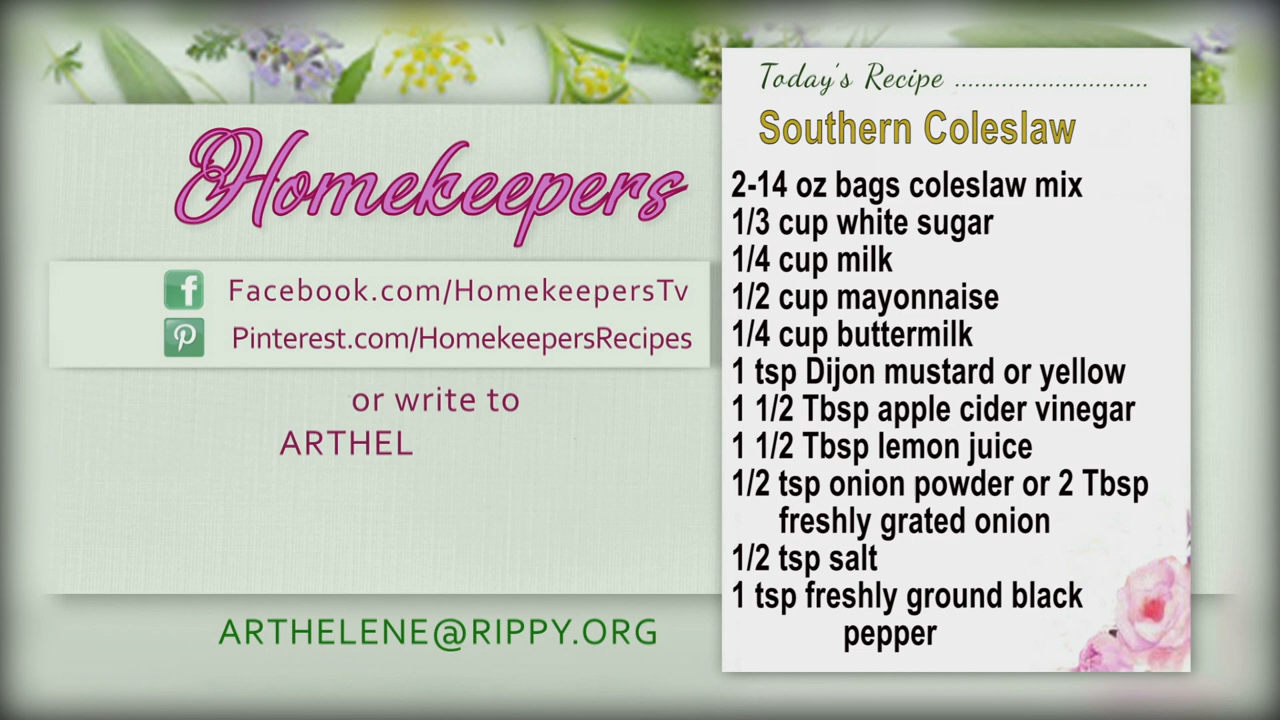 Homekeepers
Facebook.com/HomekeepersTv
Pinterest.com/HomekeepersRecipes
or write to
ARTHEL
ARTHELENE@RIPPY.ORG
Today's Recipe .............................
Southern Coleslaw
2-14 oz bags coleslaw mix
1/3 cup white sugar
1/4 cup milk
1/2 cup mayonnaise
1/4 cup buttermilk
1 tsp Dijon mustard or yellow
1 1/2 Tbsp apple cider vinegar
1 1/2 Tbsp lemon juice
1/2 tsp onion powder or 2 Tbsp
freshly grated onion
1/2 tsp salt
1 tsp freshly ground black
pepper